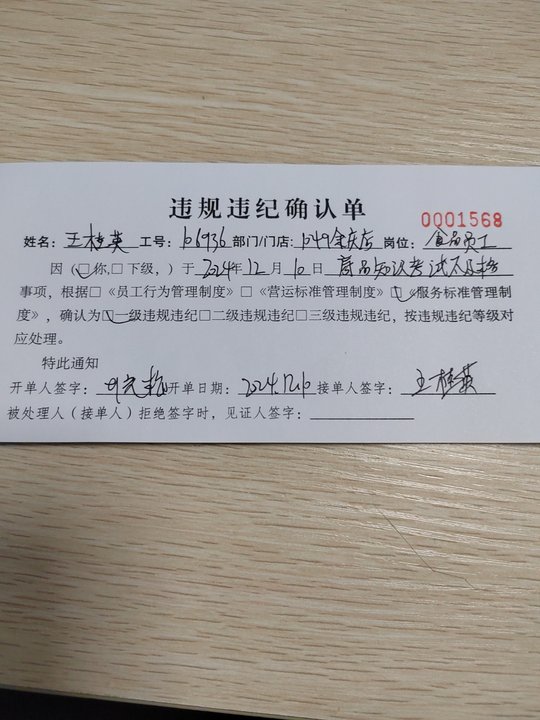 违规违纪确认单
0001568
姓名：王桂英 工号：106936 部门/门店：1049金庆店 岗位：食品员工
因（☑你,□下级，）于 2024年12月10日 商品知识考试不及格
事项，根据□《员工行为管理制度》□《营运标准管理制度》☑《服务标准管理制
度》，确认为☑一级违规违纪□二级违规违纪□三级违规违纪，按违规违纪等级对
应处理。
特此通知
开单人签字： 开单日期：2024.12.10 接单人签字：王桂英
被处理人（接单人）拒绝签字时，见证人签字：